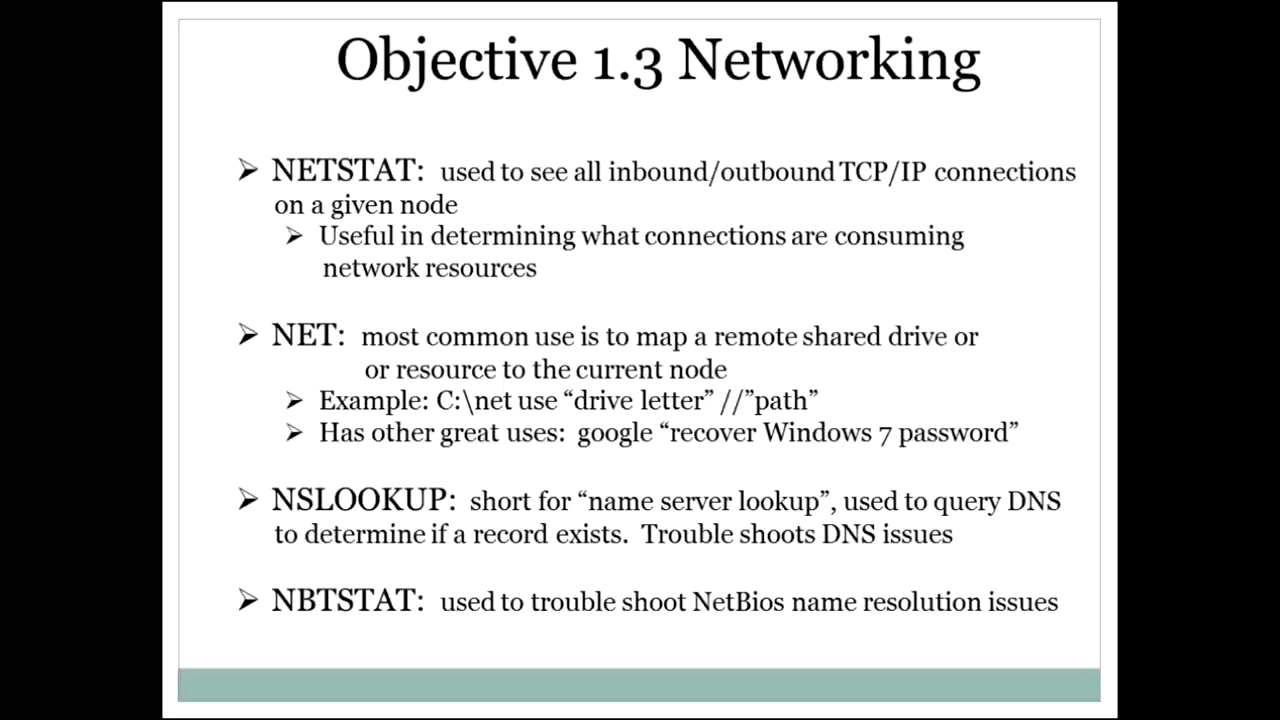 Objective 1.3 Networking
➢ NETSTAT: used to see all inbound/outbound TCP/IP connections
on a given node
➢ Useful in determining what connections are consuming
network resources
➢ NET: most common use is to map a remote shared drive or
or resource to the current node
➢ Example: C:\net use “drive letter” //”path”
➢ Has other great uses: google “recover Windows 7 password”
➢ NSLOOKUP: short for “name server lookup”, used to query DNS
to determine if a record exists. Trouble shoots DNS issues
➢ NBTSTAT: used to trouble shoot NetBios name resolution issues